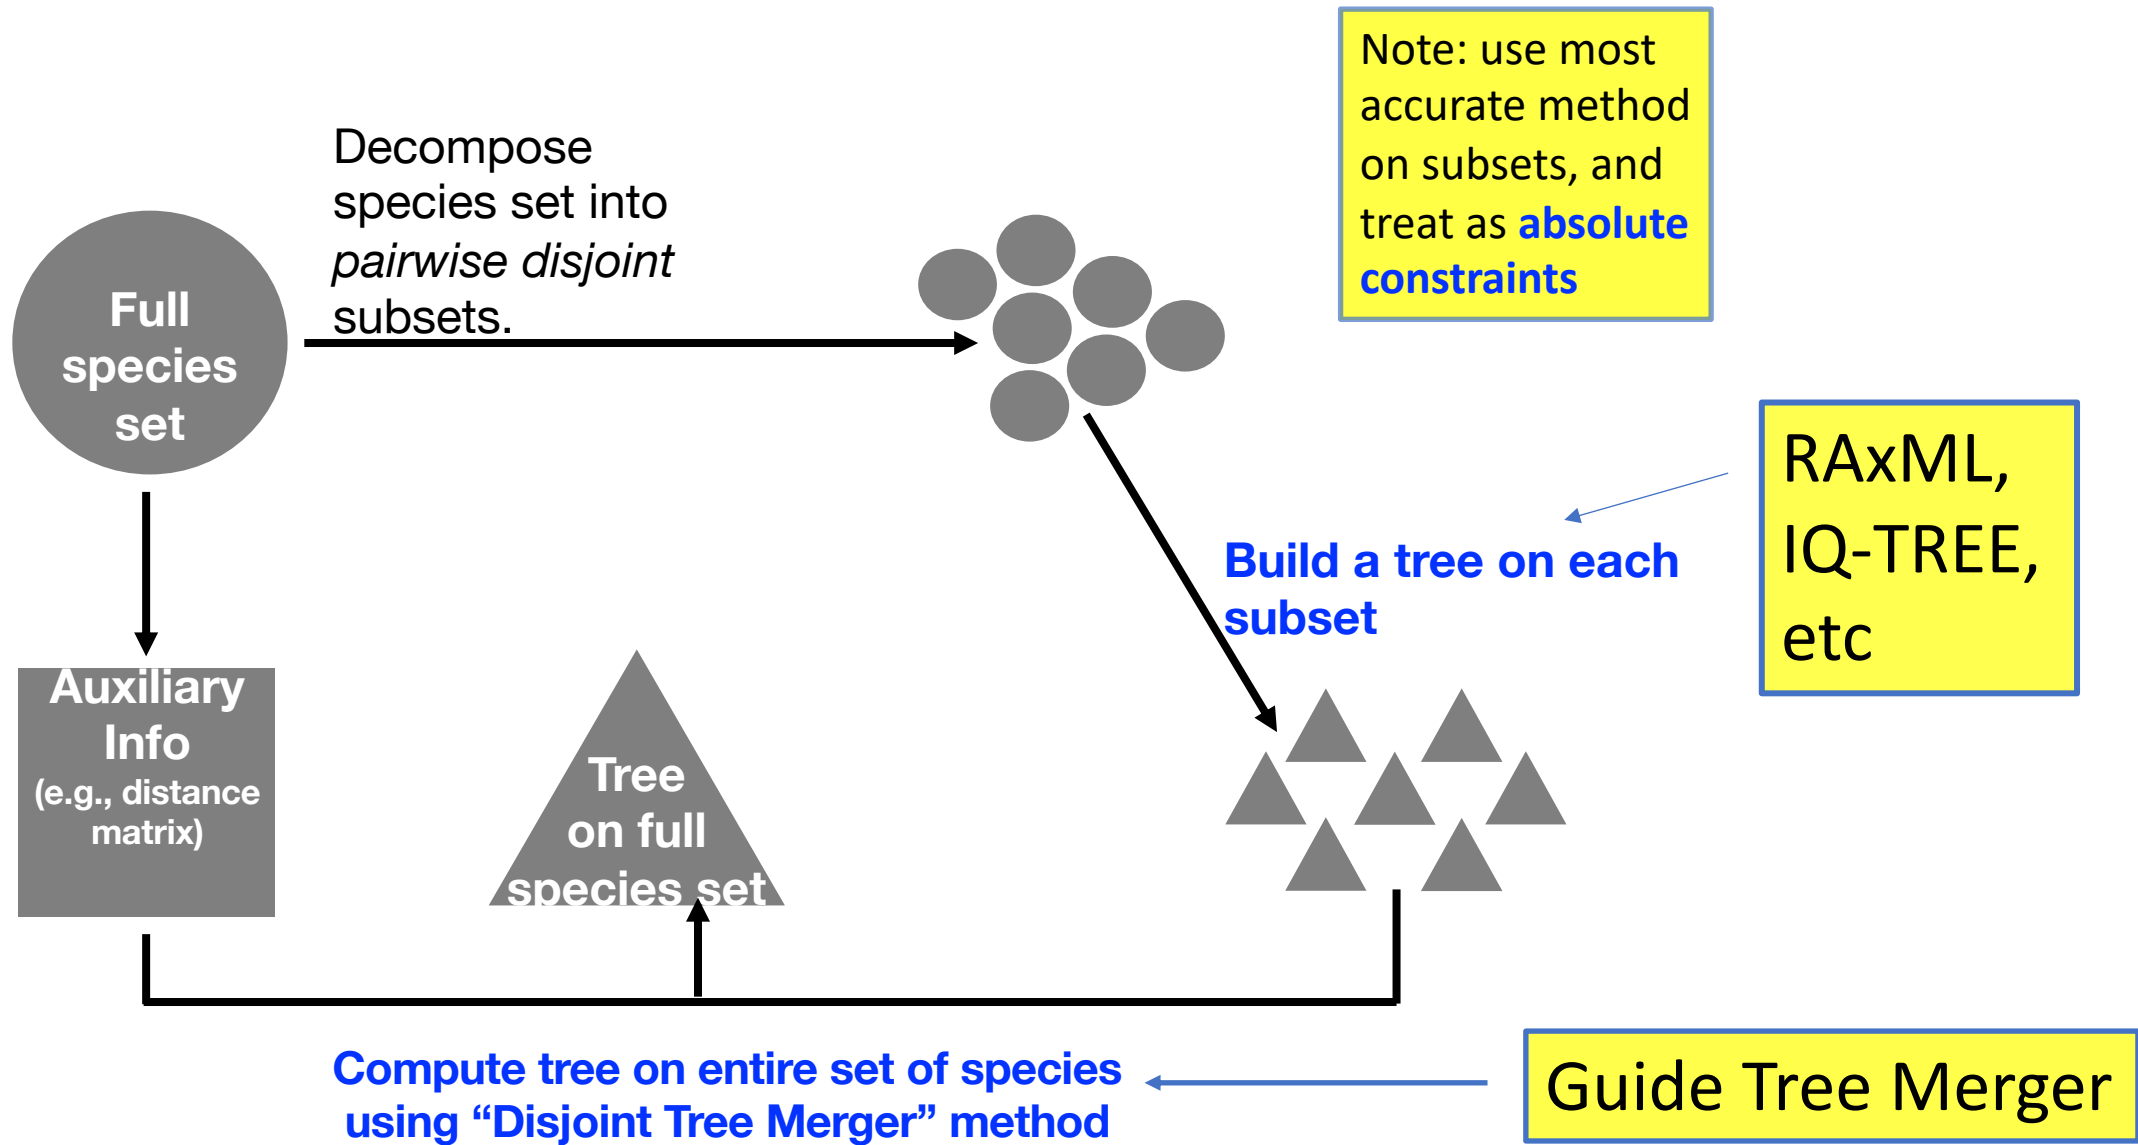 Note: use most
accurate method
on subsets, and
treat as absolute
constraints
Decompose
species set into
pairwise disjoint
subsets.
Full
species
set
RAxML,
IQ-TREE,
etc
Build a tree on each
subset
Auxiliary
Info
(e.g., distance
matrix)
Tree
on full
species set
Compute tree on entire set of species
using “Disjoint Tree Merger” method
Guide Tree Merger